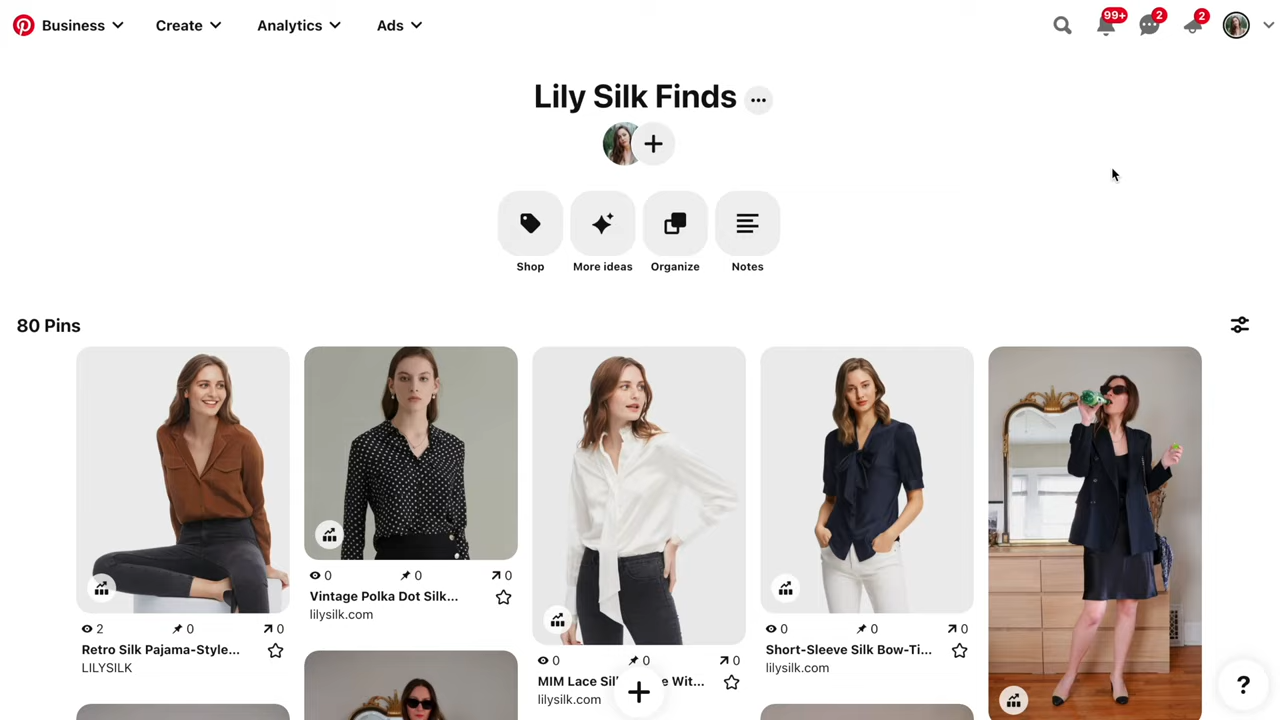 Business Create Analytics Ads 99+ 2 2
Lily Silk Finds
Shop More ideas Organize Notes
80 Pins
2 0 0
Retro Silk Pajama-Style...
LILYSILK
0 0 0
Vintage Polka Dot Silk...
lilysilk.com
0 0 0
MIM Lace Sil e Wit...
lilysilk.com
0 0 0
Short-Sleeve Silk Bow-Ti...
lilysilk.com
?